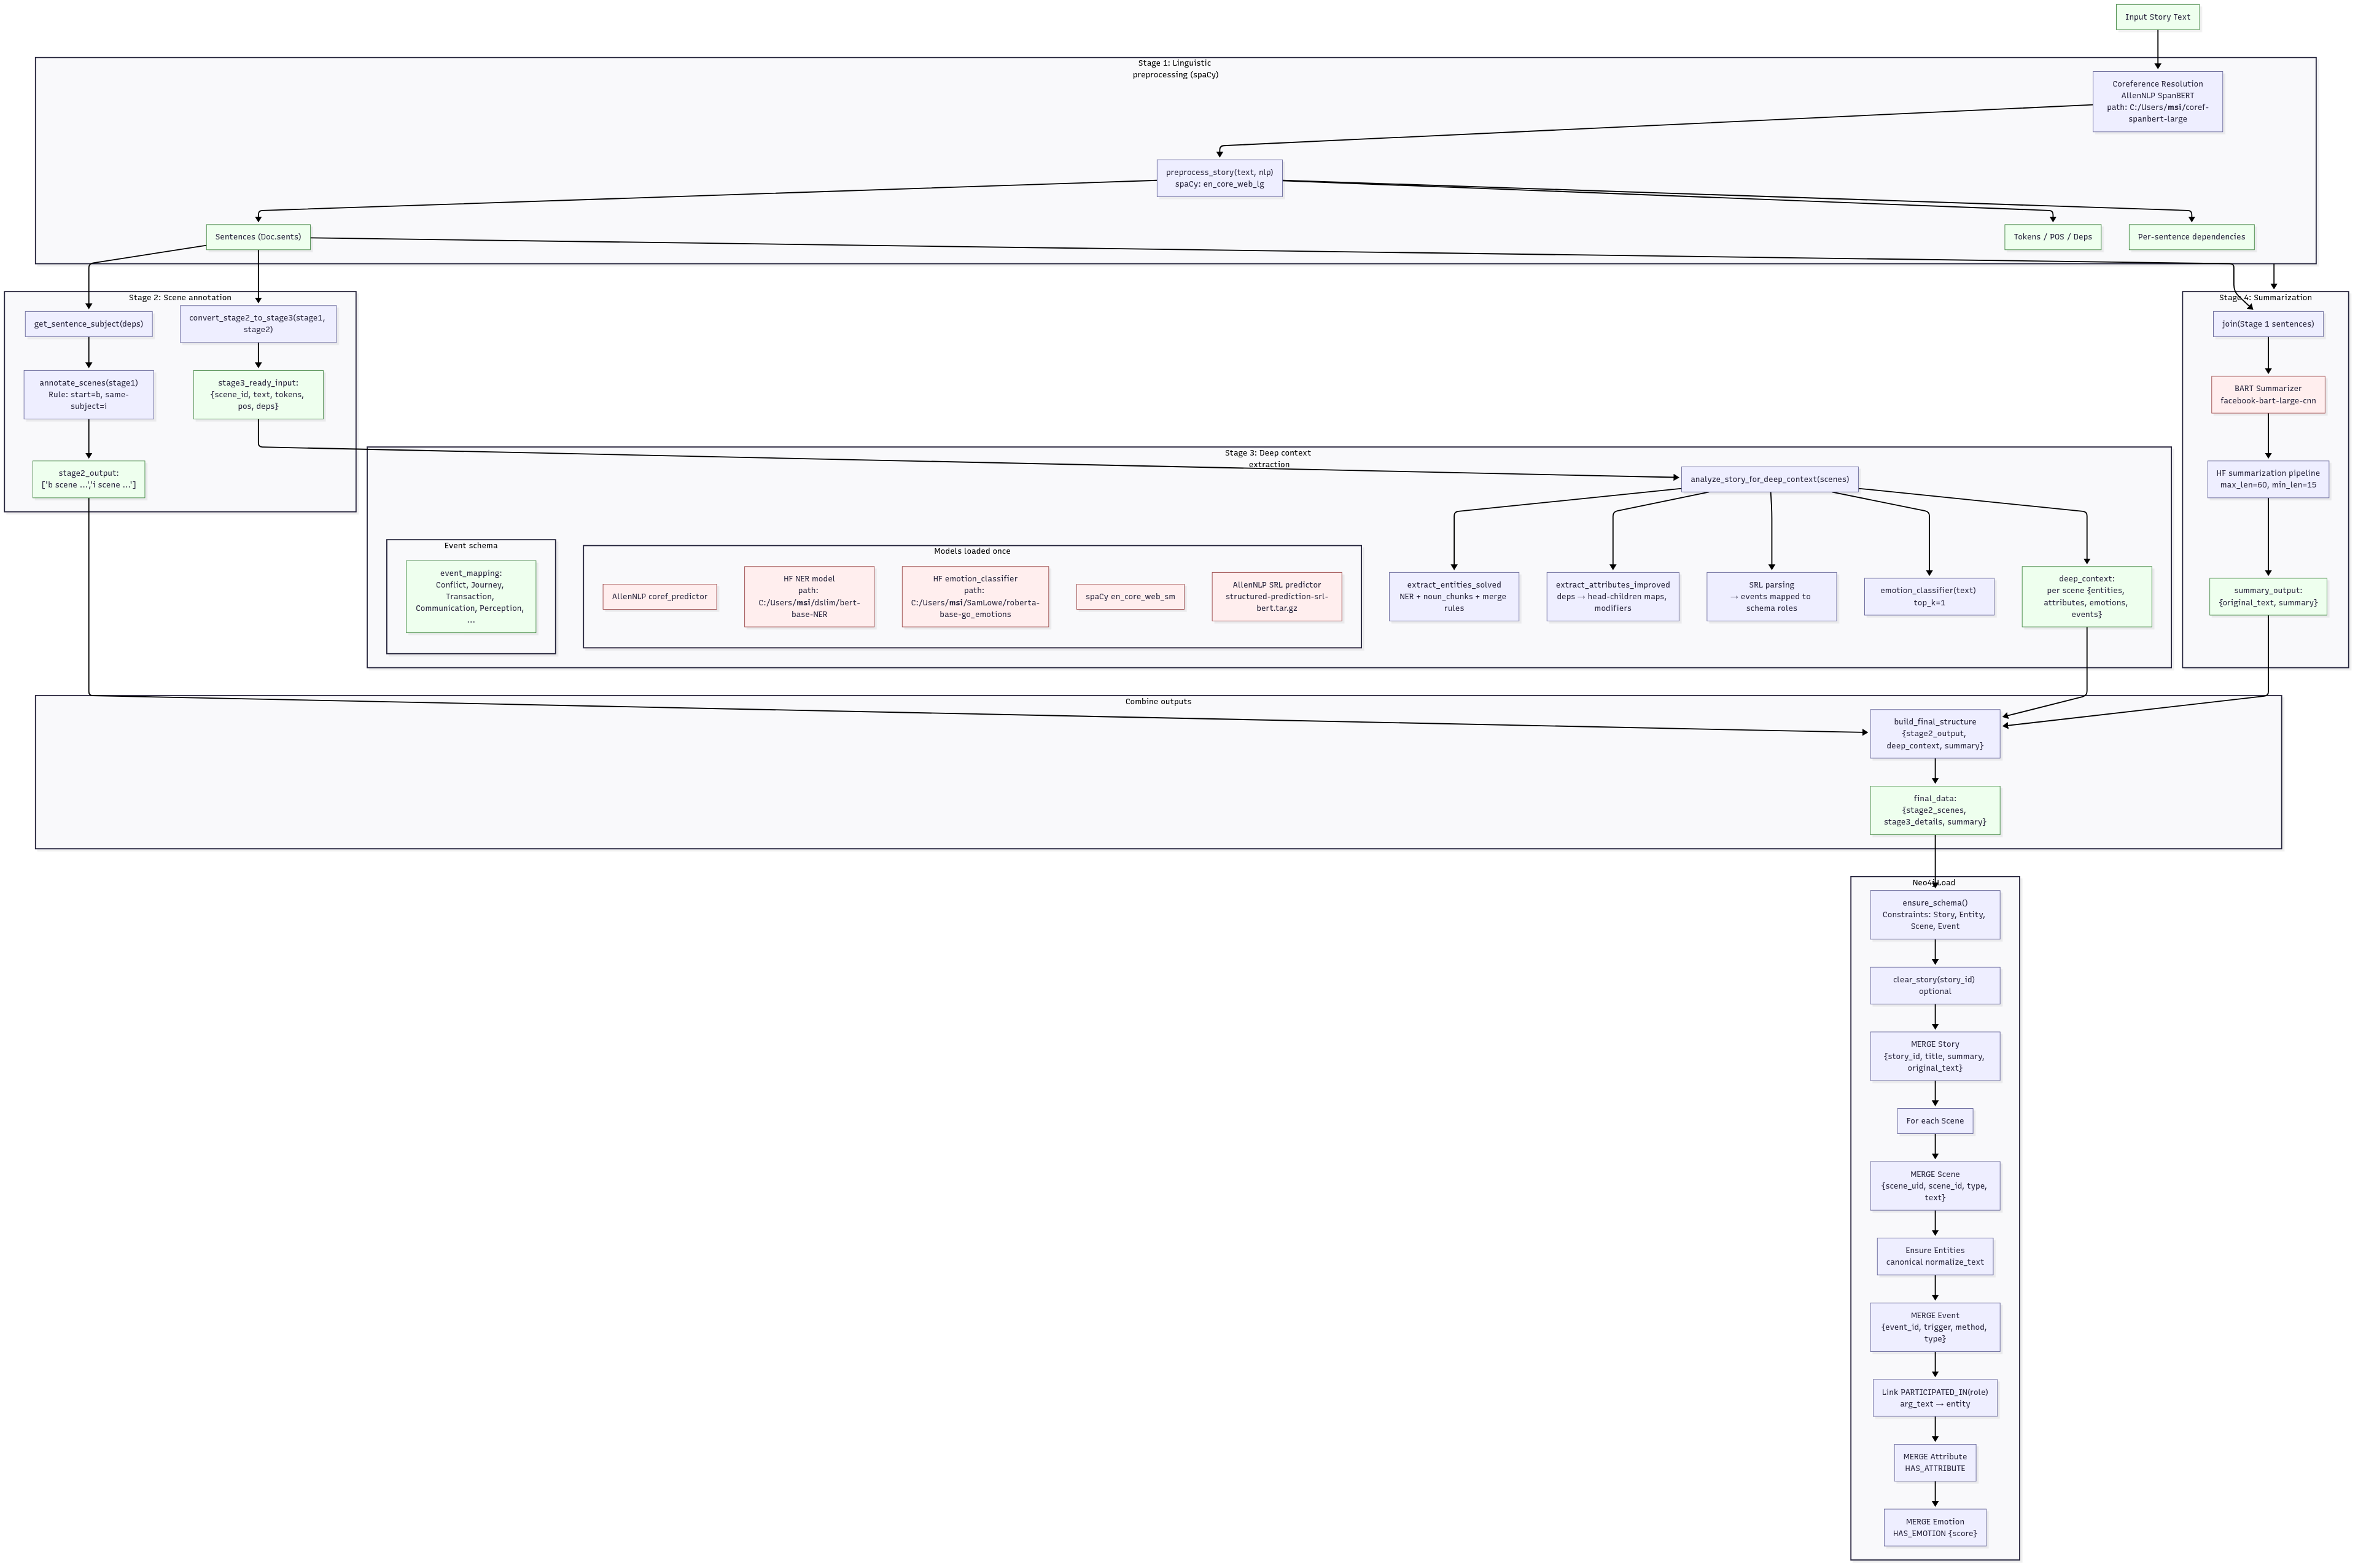 Input Story Text
Stage 1: Linguistic
preprocessing (spaCy)
Coreference Resolution
AllenNLP SpanBERT
path: C:/Users/msi/coref-
spanbert-large
preprocess_story(text, nlp)
spaCy: en_core_web_lg
Sentences (Doc.sents)
Tokens / POS / Deps
Per-sentence dependencies
Stage 2: Scene annotation
get_sentence_subject(deps)
convert_stage2_to_stage3(stage1,
stage2)
annotate_scenes(stage1)
Rule: start=b, same-
subject=i
stage3_ready_input:
{scene_id, text, tokens,
pos, deps}
stage2_output:
['b scene ...','i scene ...']
Stage 4: Summarization
join(Stage 1 sentences)
BART Summarizer
facebook-bart-large-cnn
HF summarization pipeline
max_len=60, min_len=15
summary_output:
{original_text, summary}
Stage 3: Deep context
extraction
analyze_story_for_deep_context(scenes)
Event schema
event_mapping:
Conflict, Journey,
Transaction,
Communication, Perception,
...
Models loaded once
AllenNLP coref_predictor
HF NER model
path:
C:/Users/msi/dslim/bert-
base-NER
HF emotion_classifier
path:
C:/Users/msi/SamLowe/roberta-
base-go_emotions
spaCy en_core_web_sm
AllenNLP SRL predictor
structured-prediction-srl-
bert.tar.gz
extract_entities_solved
NER + noun_chunks + merge
rules
extract_attributes_improved
deps → head-children maps,
modifiers
SRL parsing
→ events mapped to
schema roles
emotion_classifier(text)
top_k=1
deep_context:
per scene {entities,
attributes, emotions,
events}
Combine outputs
build_final_structure
{stage2_output,
deep_context, summary}
final_data:
{stage2_scenes,
stage3_details, summary}
Neo4j Load
ensure_schema()
Constraints: Story, Entity,
Scene, Event
clear_story(story_id)
optional
MERGE Story
{story_id, title, summary,
original_text}
For each Scene
MERGE Scene
{scene_uid, scene_id, type,
text}
Ensure Entities
canonical normalize_text
MERGE Event
{event_id, trigger, method,
type}
Link PARTICIPATED_IN(role)
arg_text → entity
MERGE Attribute
HAS_ATTRIBUTE
MERGE Emotion
HAS_EMOTION {score}